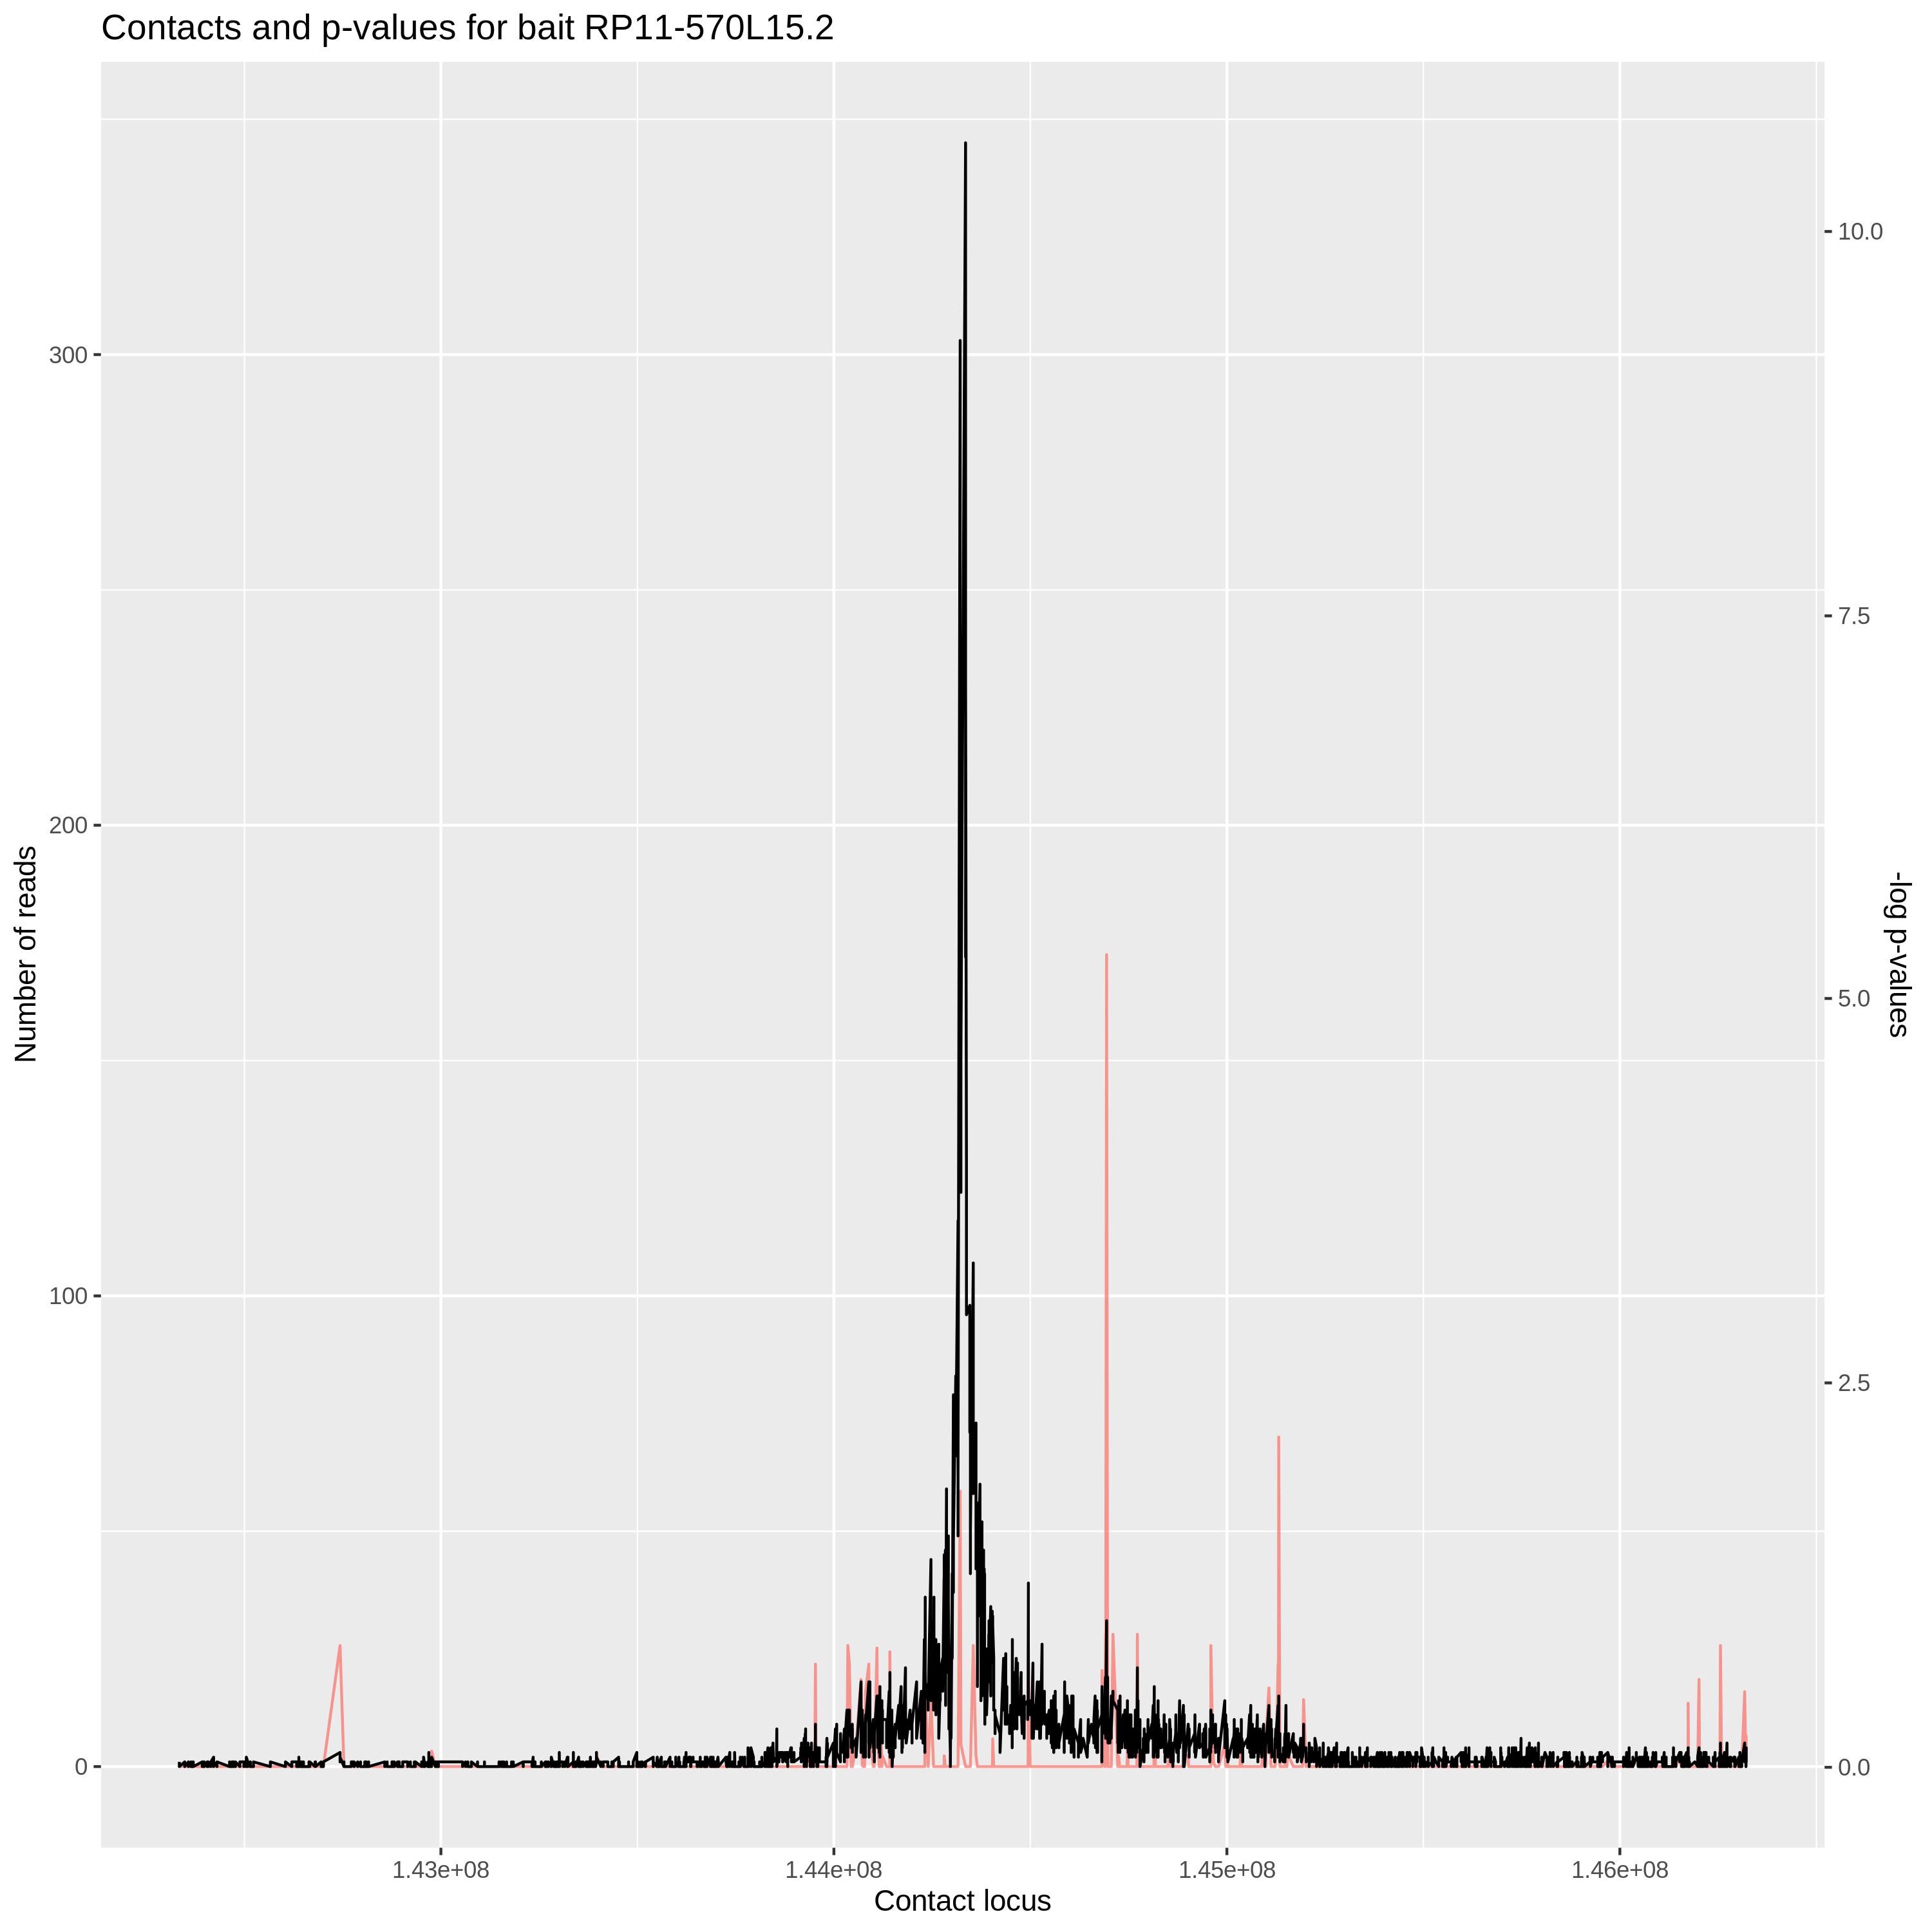 Contacts and p-values for bait RP11-570L15.2
Number of reads
300
200
100
0
10.0
7.5
5.0
2.5
0.0
-log p-values
1.43e+08
1.44e+08
1.45e+08
1.46e+08
Contact locus